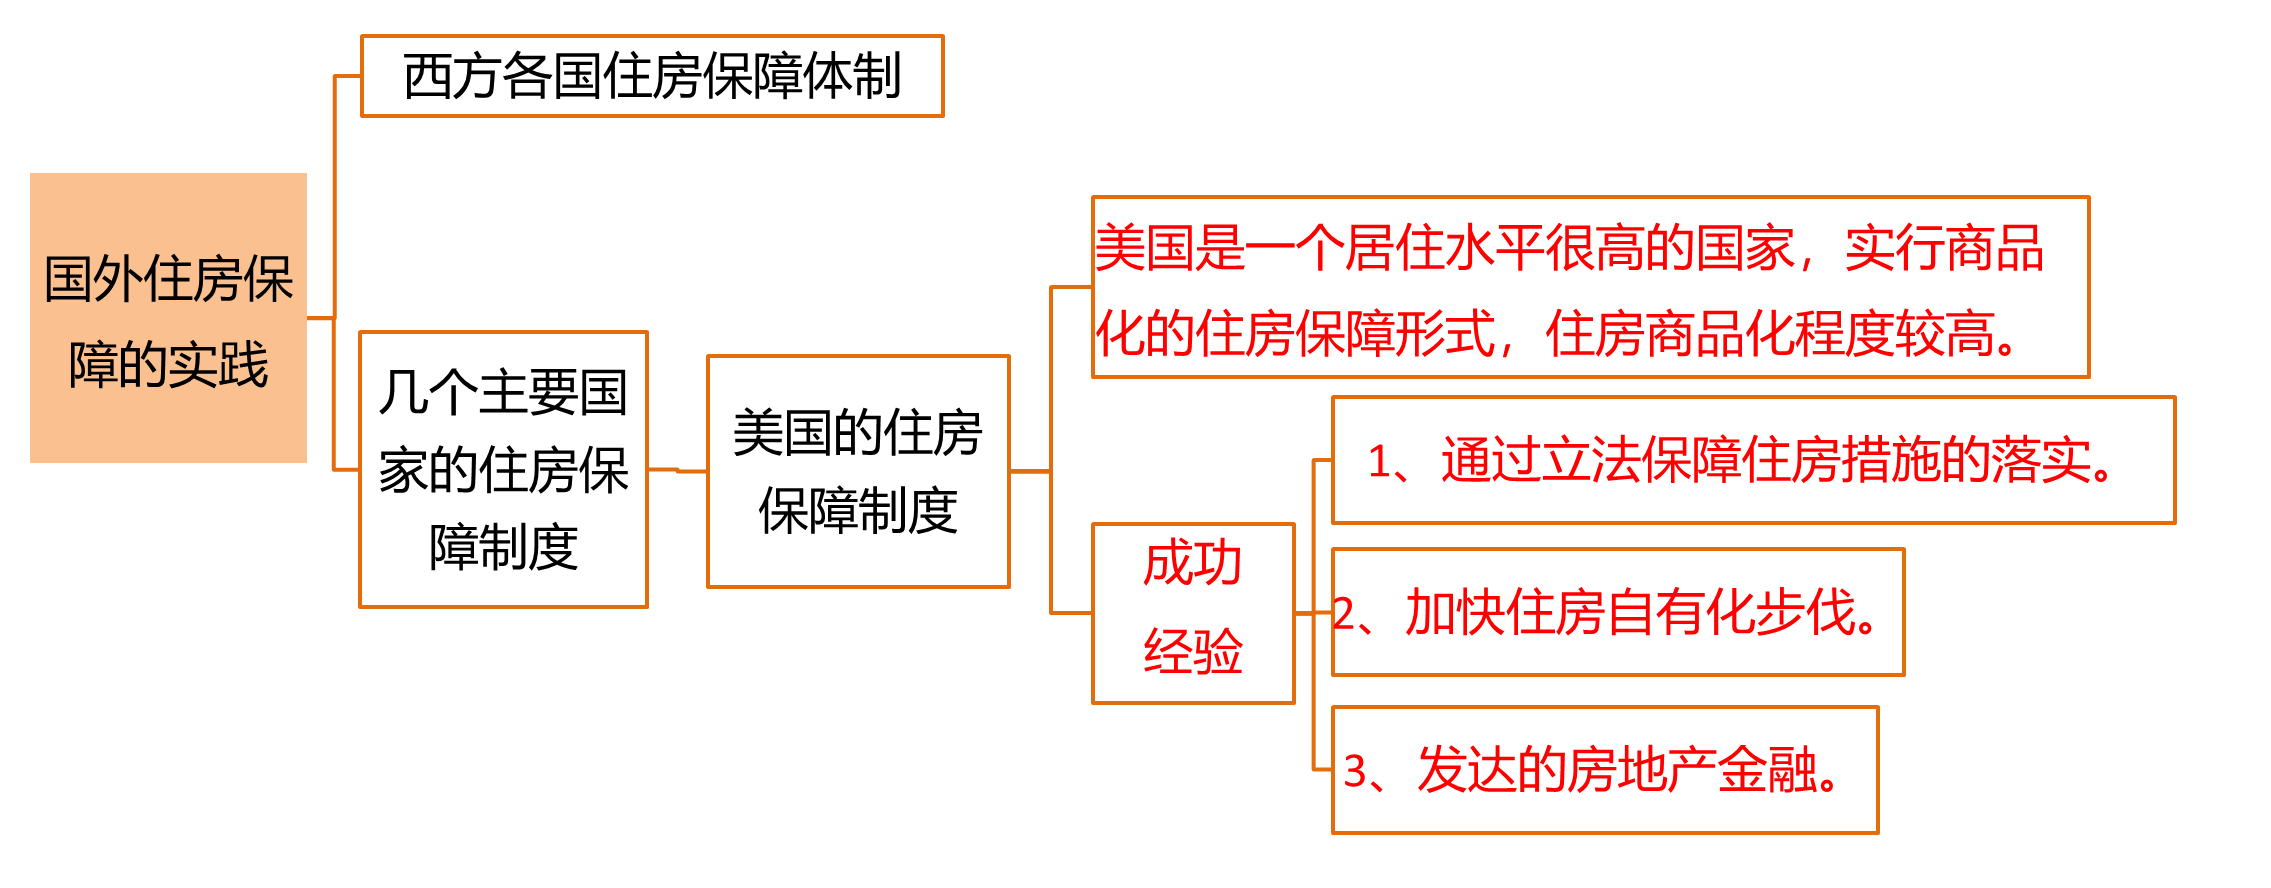 西方各国住房保障体制
国外住房保
障的实践
几个主要国
家的住房保
障制度
美国的住房
保障制度
美国是一个居住水平很高的国家，实行商品
化的住房保障形式，住房商品化程度较高。
成功
经验
1、通过立法保障住房措施的落实。
2、加快住房自有化步伐。
3、发达的房地产金融。